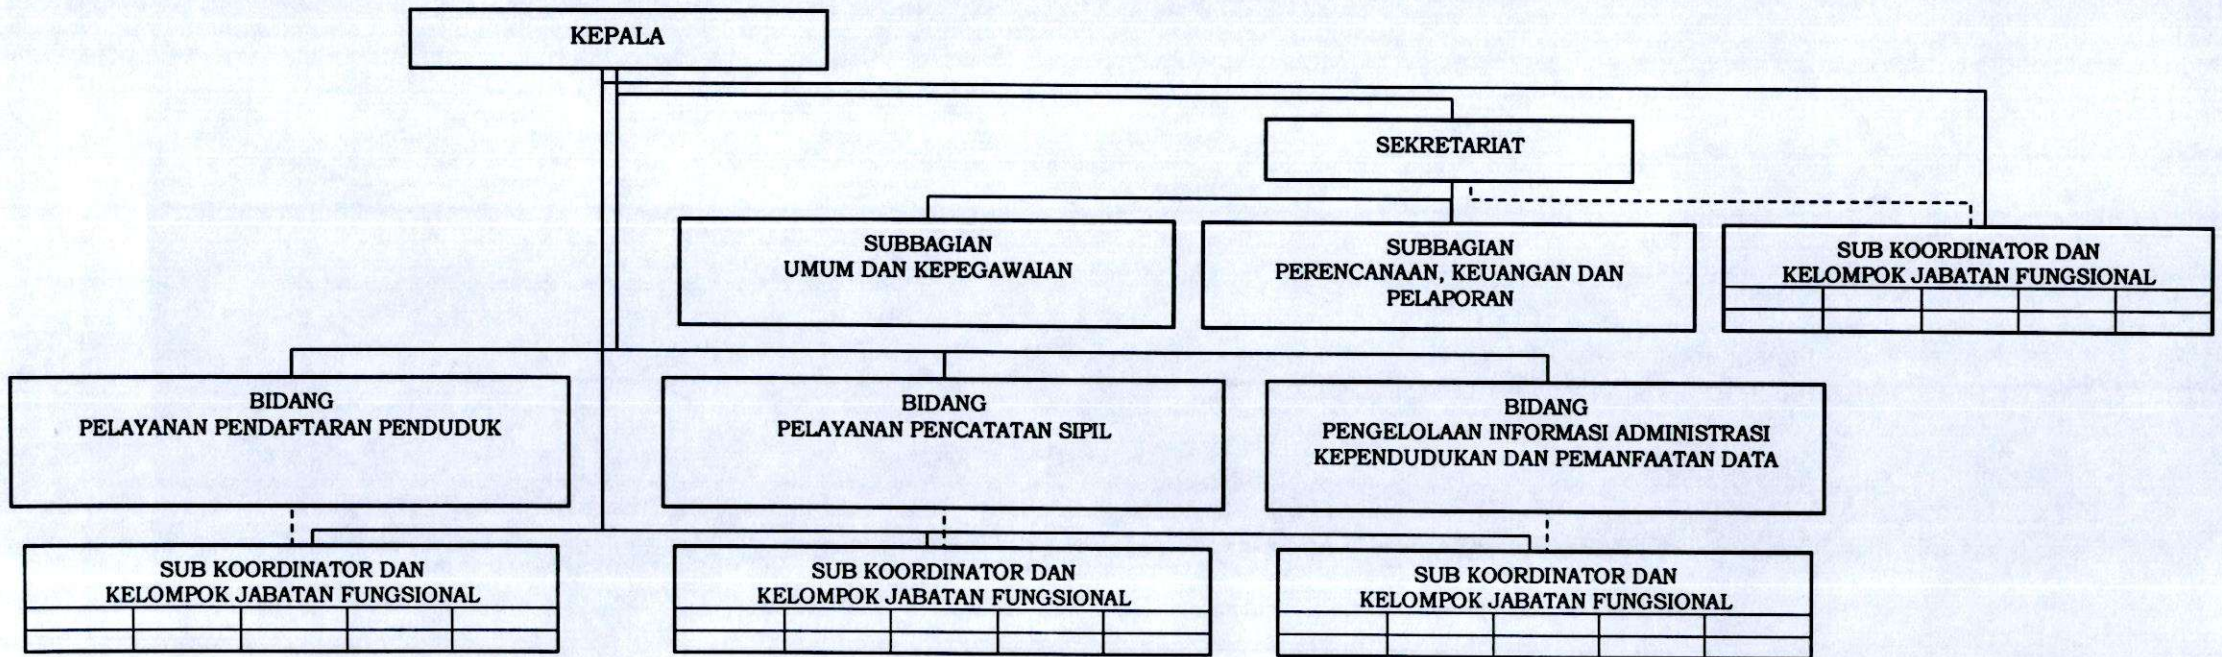 KEPALA
SEKRETARIAT
SUBBAGIAN
UMUM DAN KEPEGAWAIAN
SUBBAGIAN
PERENCANAAN, KEUANGAN DAN
PELAPORAN
SUB KOORDINATOR DAN
KELOMPOK JABATAN FUNGSIONAL
BIDANG
PELAYANAN PENDAFTARAN PENDUDUK
BIDANG
PELAYANAN PENCATATAN SIPIL
BIDANG
PENGELOLAAN INFORMASI ADMINISTRASI
KEPENDUDUKAN DAN PEMANFAATAN DATA
SUB KOORDINATOR DAN
KELOMPOK JABATAN FUNGSIONAL
SUB KOORDINATOR DAN
KELOMPOK JABATAN FUNGSIONAL
SUB KOORDINATOR DAN
KELOMPOK JABATAN FUNGSIONAL